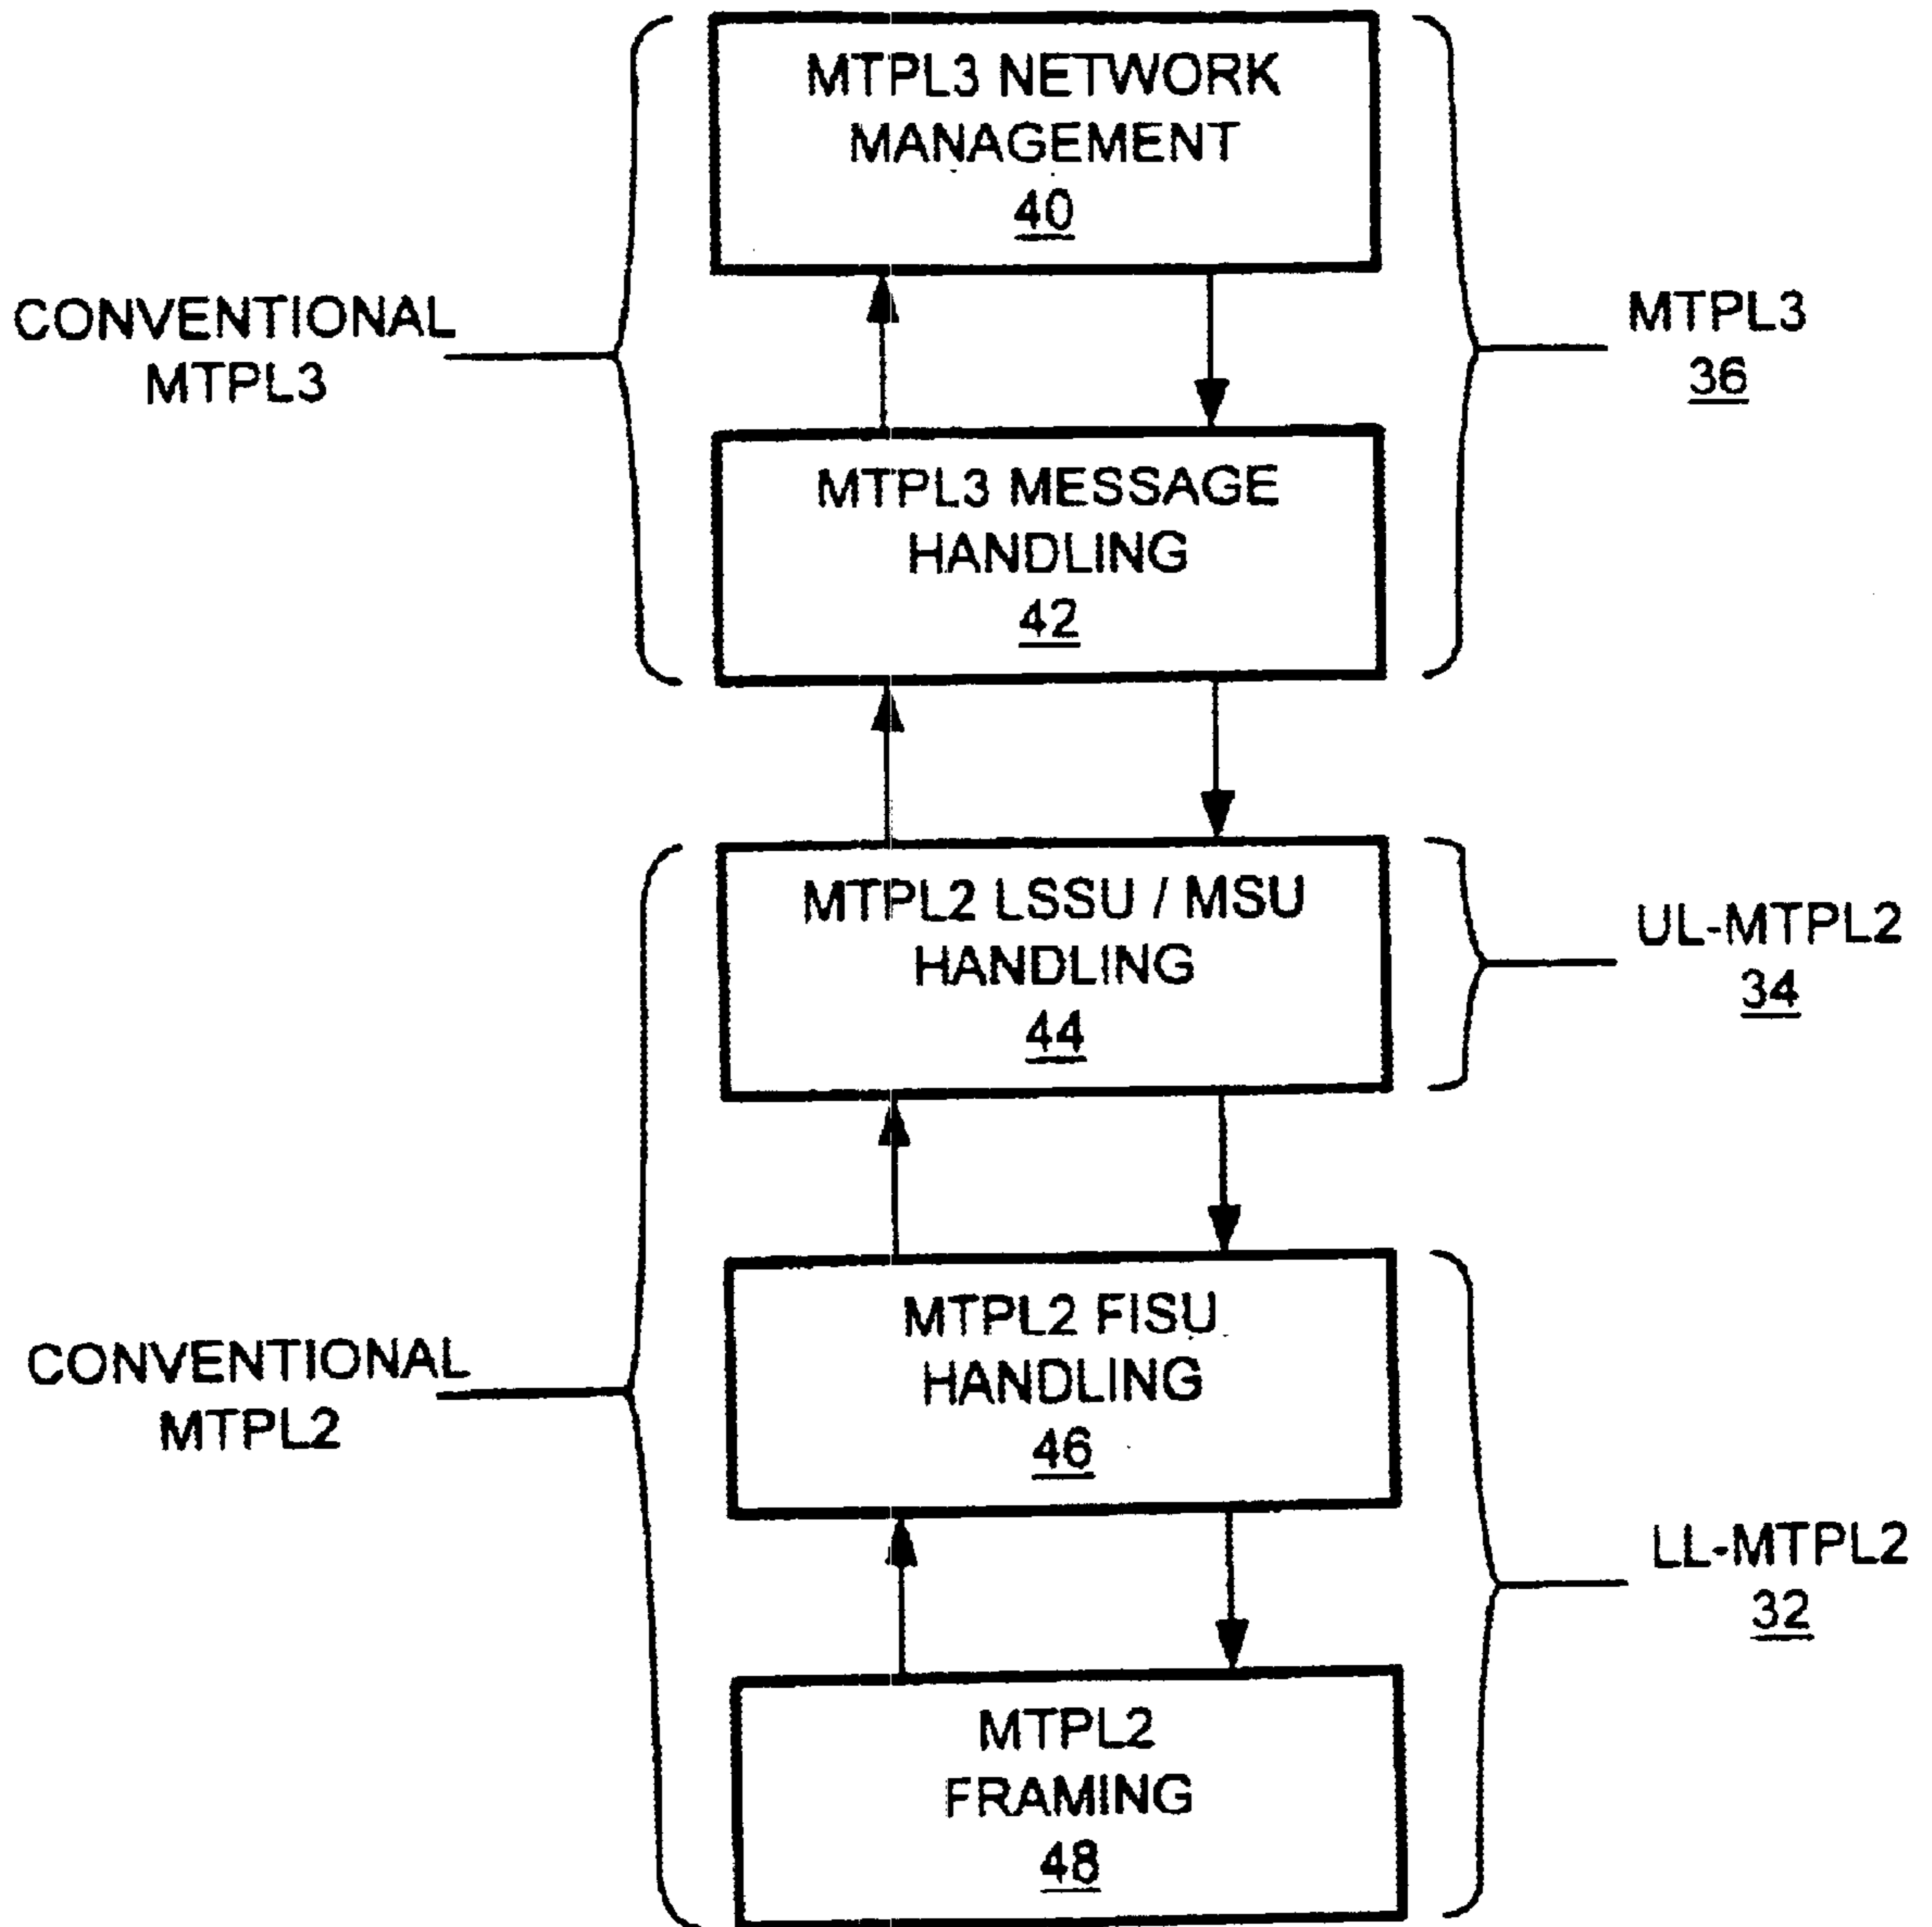 MTPL3 NETWORK
MANAGEMENT
40
CONVENTIONAL
MTPL3
MTPL3
36
MTPL3 MESSAGE
HANDLING
42
MTPL2 LSSU / MSU
HANDLING
44
UL-MTPL2
34
MTPL2 FISU
HANDLING
46
CONVENTIONAL
MTPL2
LL-MTPL2
32
MTPL2
FRAMING
48